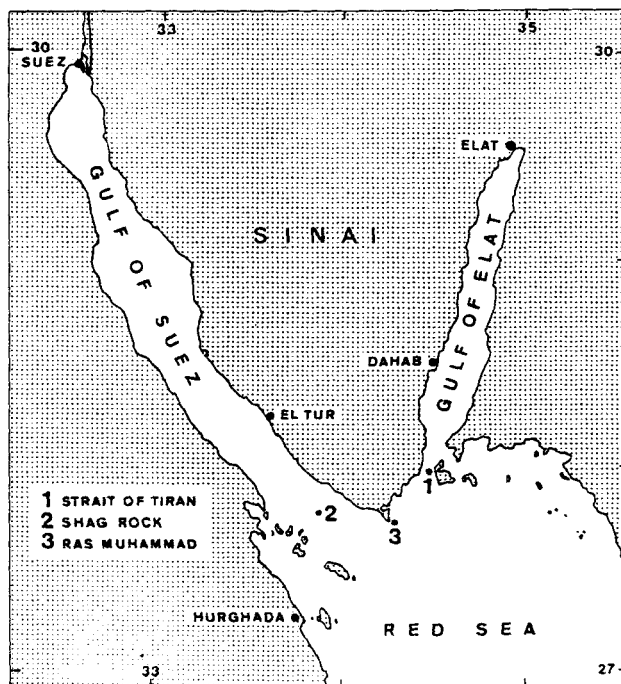 33
35
30
30
SUEZ
ELAT
GULF OF SUEZ
SINAI
GULF OF ELAT
DAHAB
EL TUR
1
2
3
1 STRAIT OF TIRAN
2 SHAG ROCK
3 RAS MUHAMMAD
HURGHADA
RED SEA
33
27